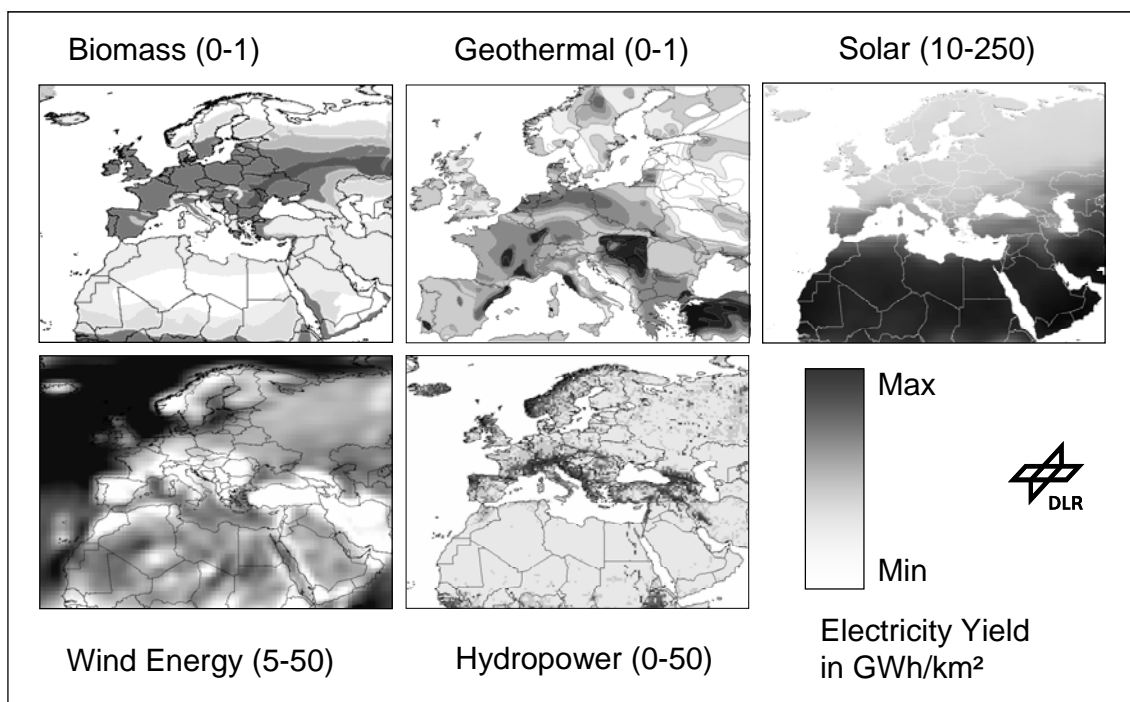 Biomass (0-1)
Geothermal (0-1)
Solar (10-250)
Max
Min
DLR
Wind Energy (5-50)
Hydropower (0-50)
Electricity Yield
in GWh/km²